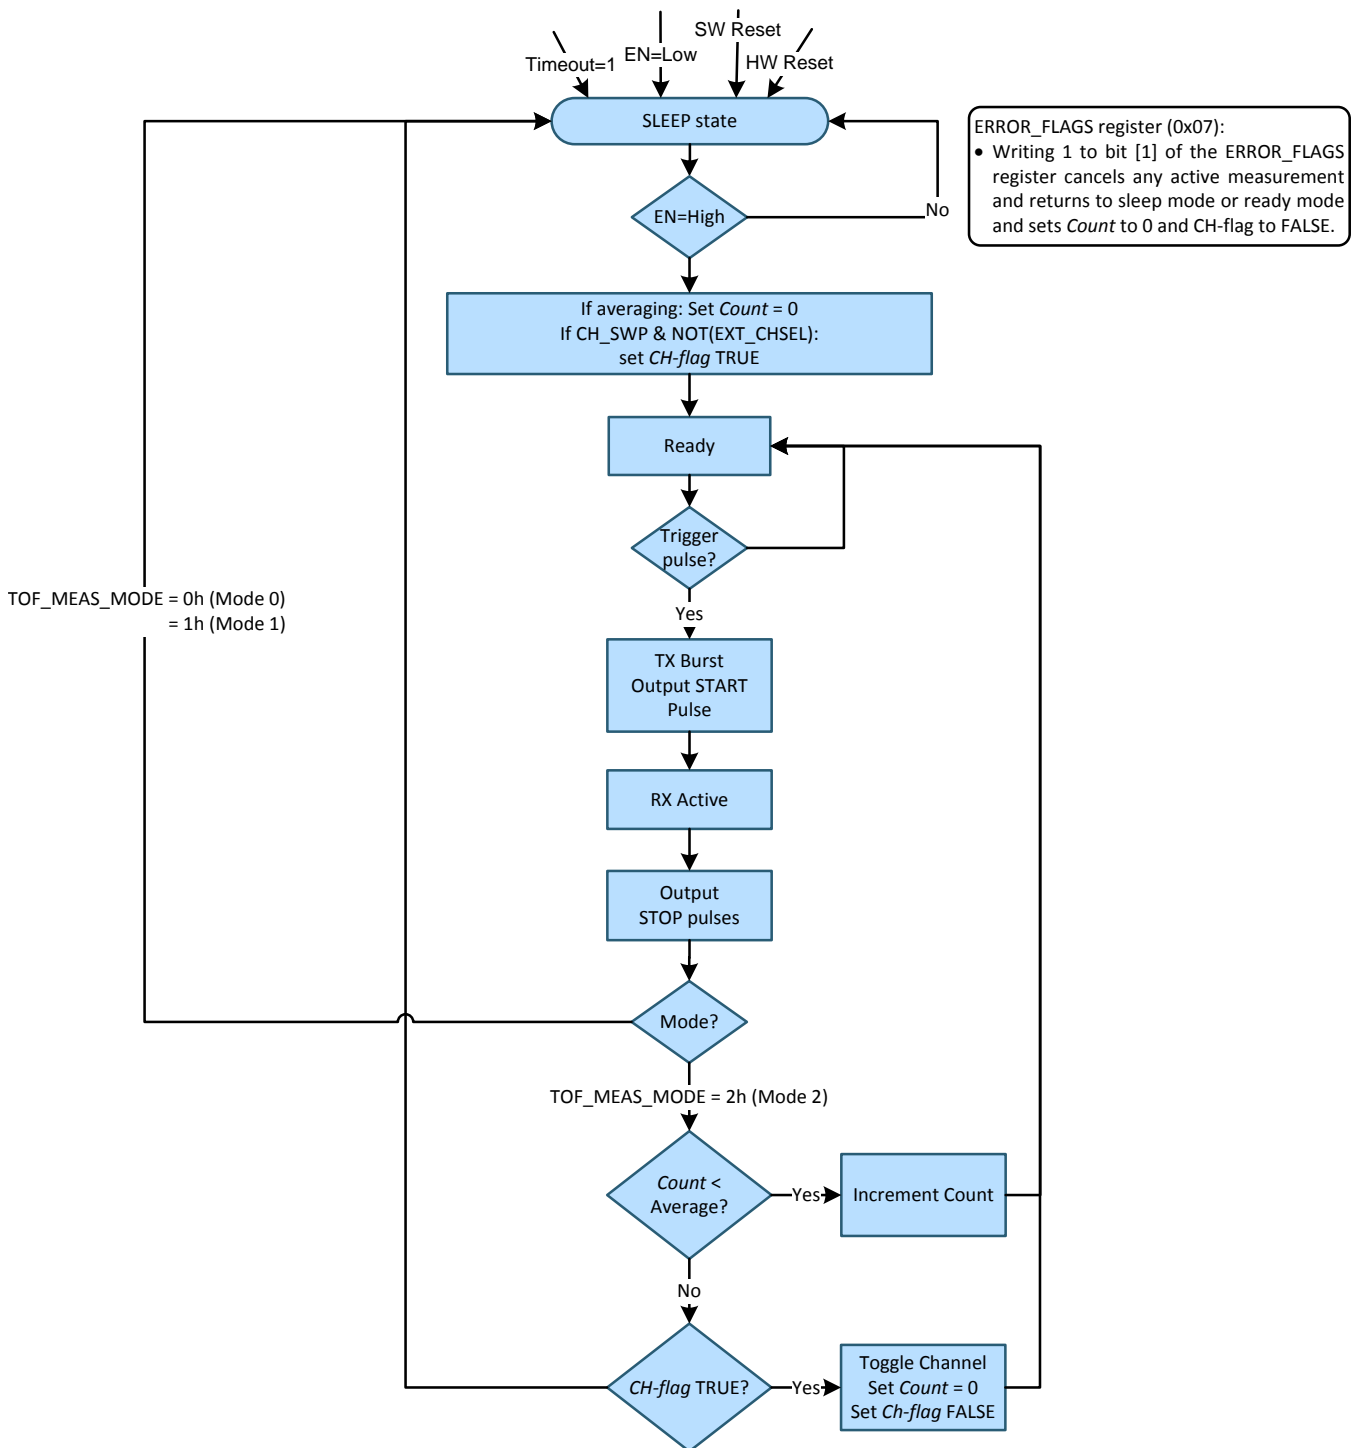 SW Reset
EN=Low
Timeout=1
HW Reset
SLEEP state
ERROR_FLAGS register (0x07):
• Writing 1 to bit [1] of the ERROR_FLAGS
register cancels any active measurement
and returns to sleep mode or ready mode
and sets Count to 0 and CH-flag to FALSE.
EN=High
No
If averaging: Set Count = 0
If CH_SWP & NOT(EXT_CHSEL):
set CH-flag TRUE
Ready
Trigger
pulse?
Yes
TOF_MEAS_MODE = 0h (Mode 0)
= 1h (Mode 1)
TX Burst
Output START
Pulse
RX Active
Output
STOP pulses
Mode?
TOF_MEAS_MODE = 2h (Mode 2)
Count <
Average?
Yes
Increment Count
No
CH-flag TRUE?
Yes
Toggle Channel
Set Count = 0
Set Ch-flag FALSE